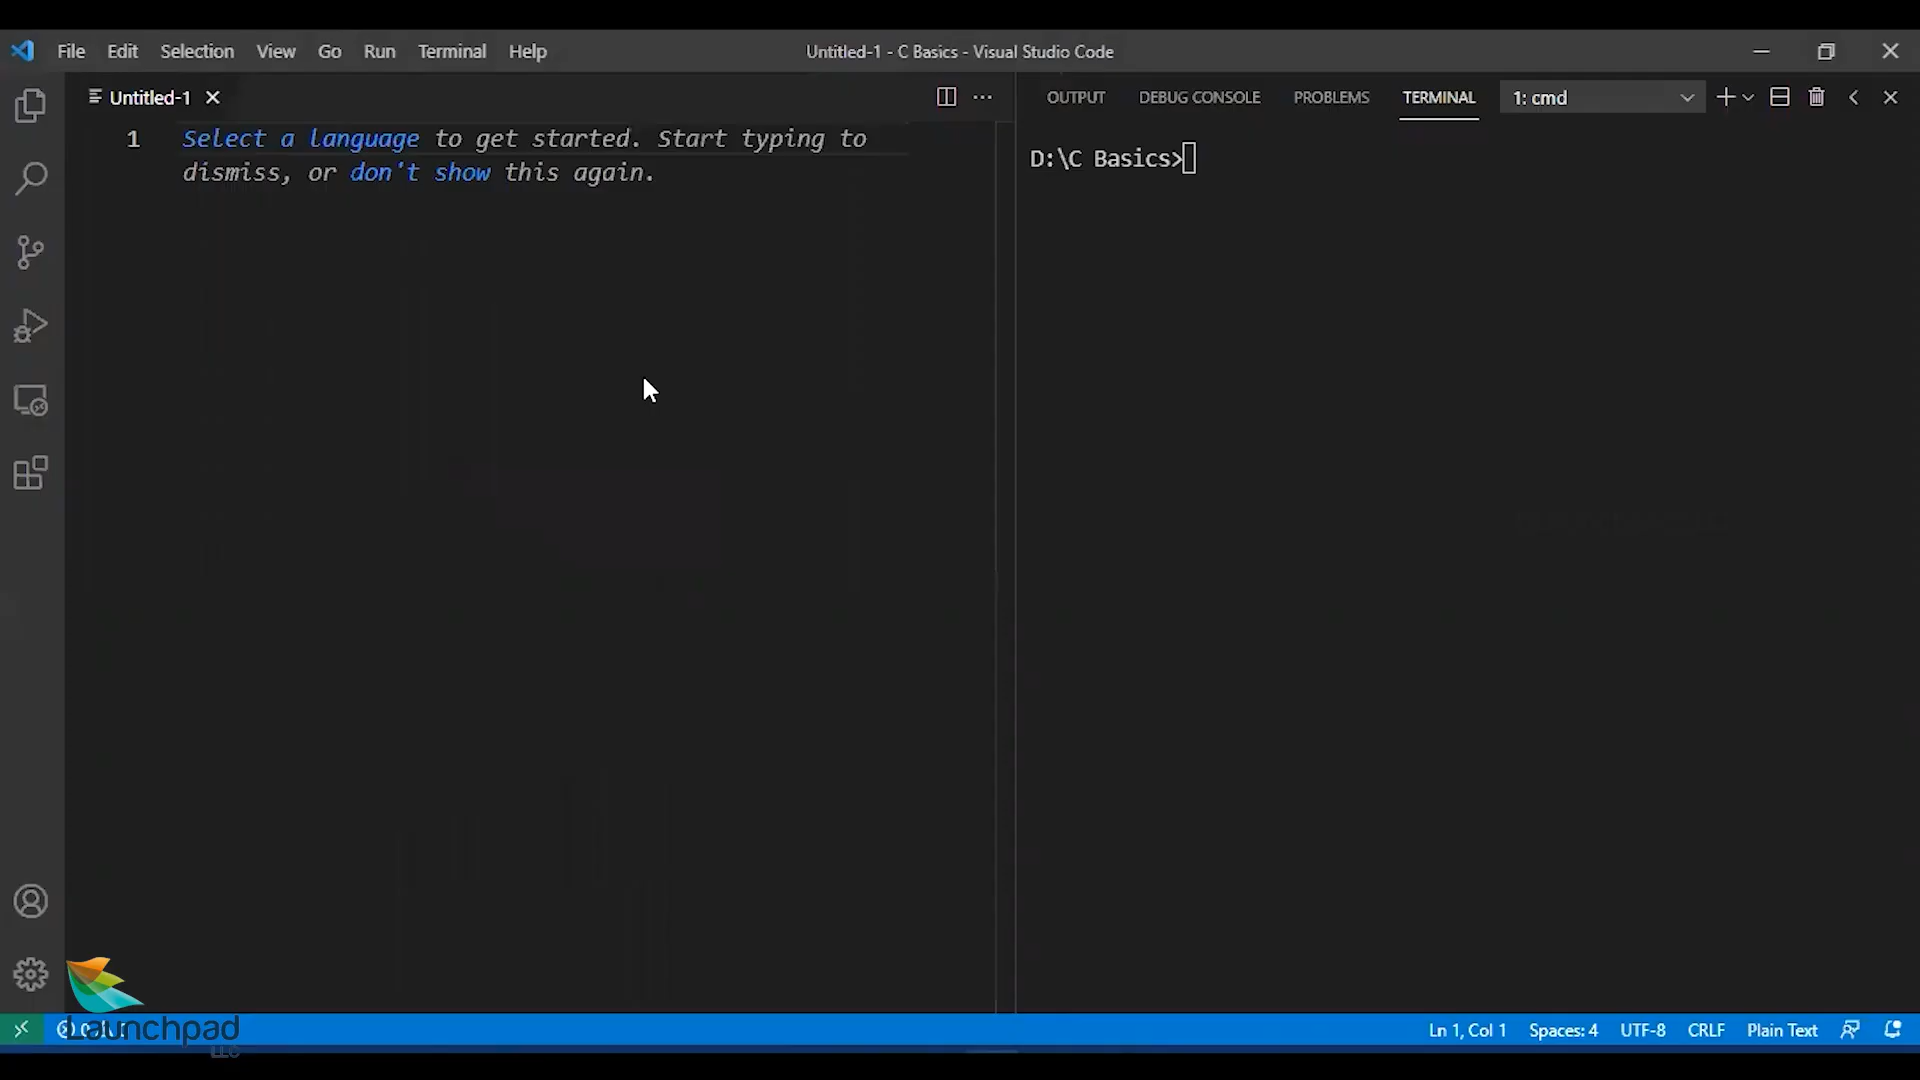 File Edit Selection View Go Run Terminal Help
Untitled-1 - C Basics - Visual Studio Code
Untitled-1
OUTPUT DEBUG CONSOLE PROBLEMS TERMINAL 1: cmd
1 Select a language to get started. Start typing to
dismiss, or don't show this again.
D:\C Basics>
Launchpad
LLC
Ln 1, Col 1 Spaces: 4 UTF-8 CRLF Plain Text